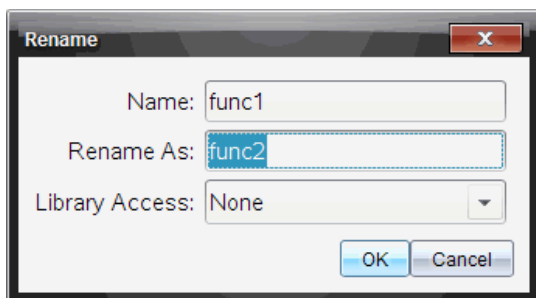 Rename
Name: func1
Rename As: func2
Library Access: None
OK Cancel